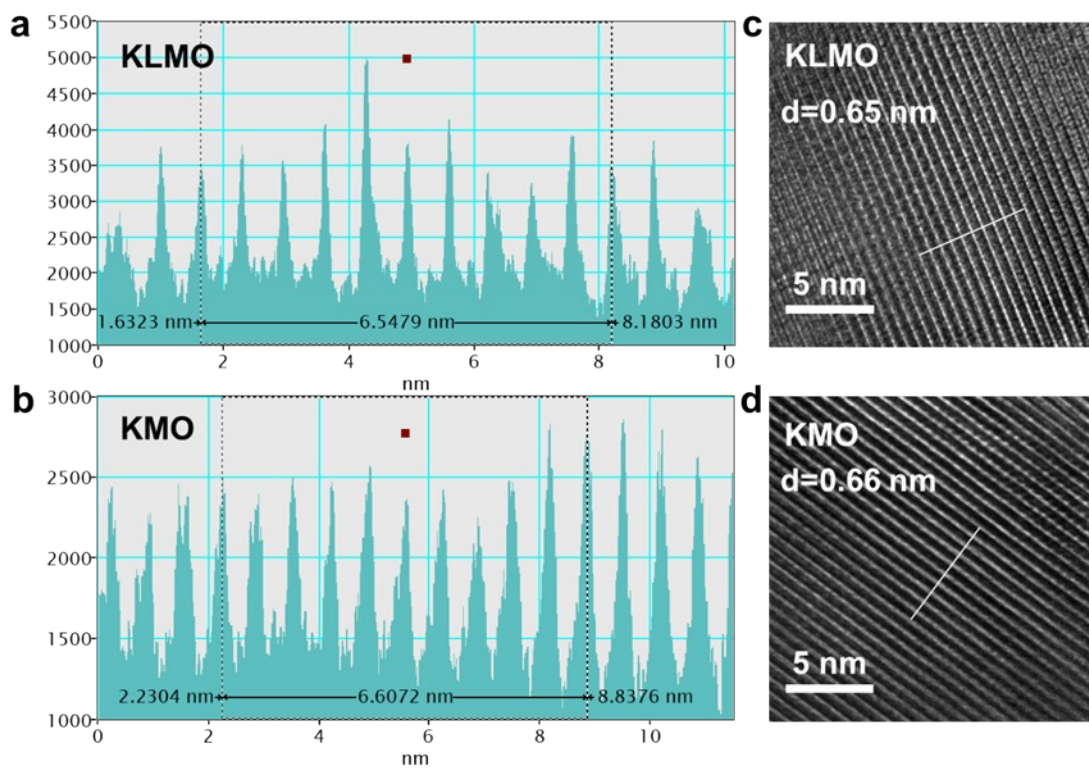 a
KLMO
5500
5000
4500
4000
3500
3000
2500
2000
1500
1000
1.6323 nm
6.5479 nm
8.1803 nm
0
2
4
6
8
10
nm
c
KLMO
d=0.65 nm
5 nm
b
KMO
3000
2500
2000
1500
1000
2.2304 nm
6.6072 nm
8.8376 nm
0
2
4
6
8
10
nm
d
KMO
d=0.66 nm
5 nm